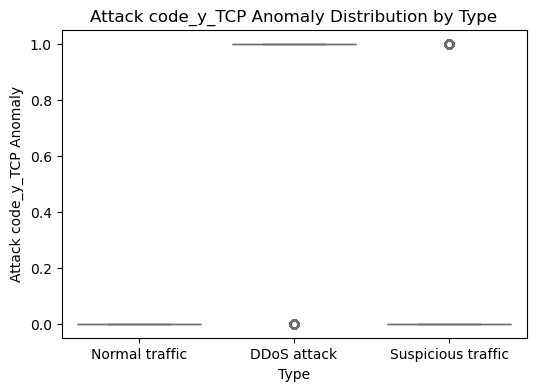 Attack code_y_TCP Anomaly Distribution by Type
1.0
0.8
0.6
0.4
0.2
0.0
Attack code_y_TCP Anomaly
Normal traffic
DDoS attack
Suspicious traffic
Type